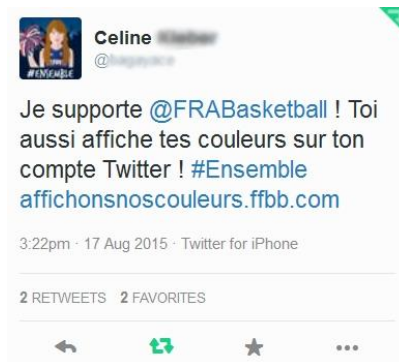 Celine
#ENSEMBLE
@
Je supporte @FRABasketball ! Toi
aussi affiche tes couleurs sur ton
compte Twitter ! #Ensemble
affichonsnoscouleurs.ffbb.com
3:22pm · 17 Aug 2015 · Twitter for iPhone
2 RETWEETS 2 FAVORITES